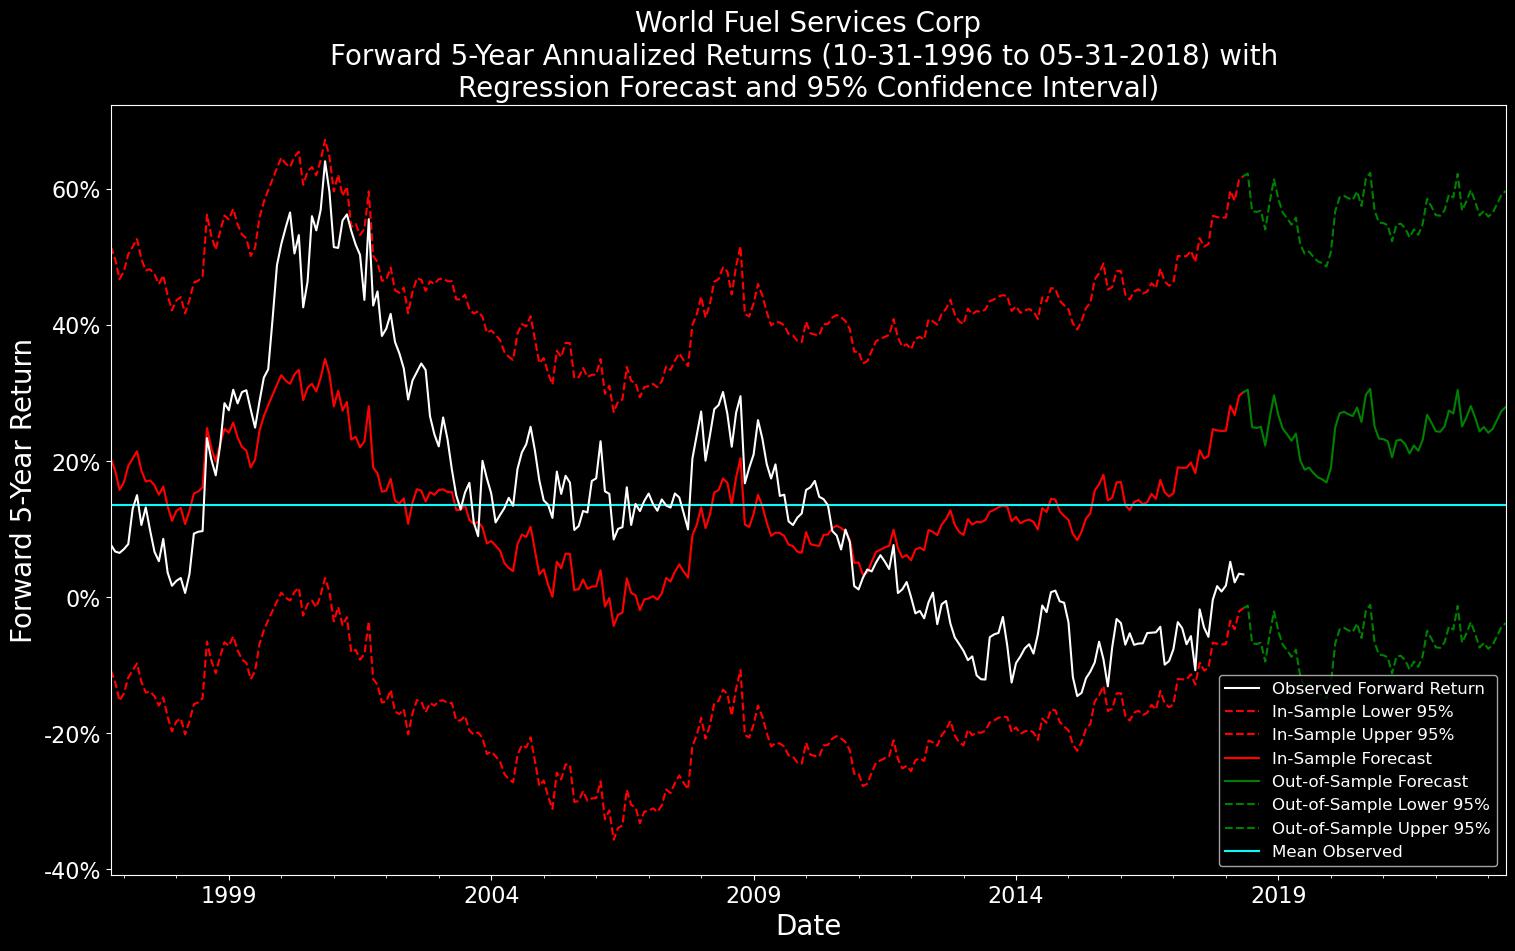 World Fuel Services Corp
Forward 5-Year Annualized Returns (10-31-1996 to 05-31-2018) with
Regression Forecast and 95% Confidence Interval)
Forward 5-Year Return
60%
40%
20%
0%
-20%
-40%
1999
2004
2009
2014
2019
Date
Observed Forward Return
In-Sample Lower 95%
In-Sample Upper 95%
In-Sample Forecast
Out-of-Sample Forecast
Out-of-Sample Lower 95%
Out-of-Sample Upper 95%
Mean Observed